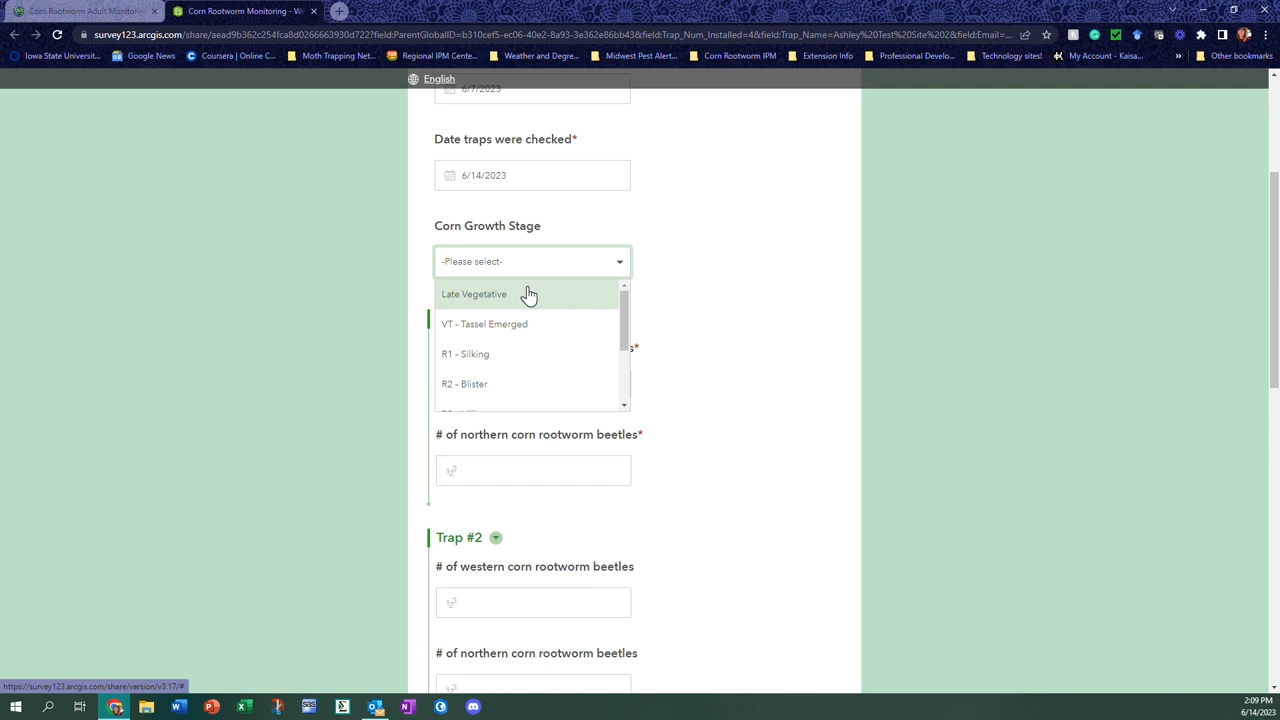 Corn Rootworm Adult Monitorin
Corn Rootworm Monitoring - W
survey123.arcgis.com/share/aead9b362c254fca8d0266663930d722?field:ParentGlobalID=b310cef5-ec06-40e2-8a93-3e362e86bb43&field:Trap_Num_Installed=4&field:Trap_Name=Ashley%20Test%20Site%202&field:Email=...
Iowa State Universit...
Google News
Coursera | Online C...
Moth Trapping Net...
Regional IPM Cente...
Weather and Degre...
Midwest Pest Alert...
Corn Rootworm IPM
Extension Info
Professional Develo...
Technology sites!
My Account - Kaisa...
»
Other bookmarks
English
6/7/2023
Date traps were checked*
6/14/2023
Corn Growth Stage
-Please select-
Late Vegetative
VT - Tassel Emerged
R1 - Silking
s*
R2 - Blister
# of northern corn rootworm beetles*
123
Trap #2
# of western corn rootworm beetles
123
# of northern corn rootworm beetles
123
https://survey123.arcgis.com/share/version/v3.17/#
2:09 PM
6/14/2023